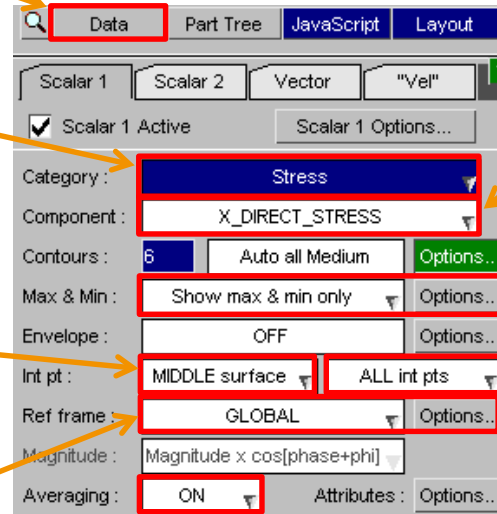 Data Part Tree JavaScript Layout
Scalar 1 Scalar 2 Vector "Vel"
Scalar 1 Active Scalar 1 Options...
Category : Stress
Component : X_DIRECT_STRESS
Contours : 6 Auto all Medium Options..
Max & Min : Show max & min only Options..
Envelope : OFF Options..
Int pt : MIDDLE surface ALL int pts
Ref frame : GLOBAL Options..
Magnitude : Magnitude x cos[phase+phi]
Averaging : ON Attributes : Options..